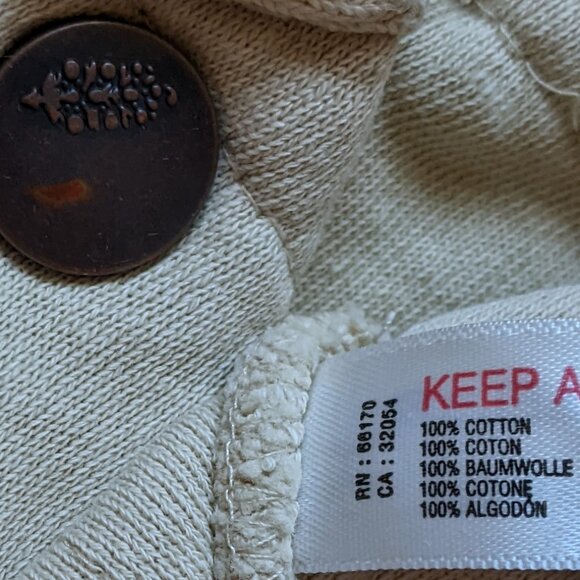 KEEP A
RN : 66170
CA : 32054
100% COTTON
100% COTON
100% BAUMWOLLE
100% COTONE
100% ALGODÓN